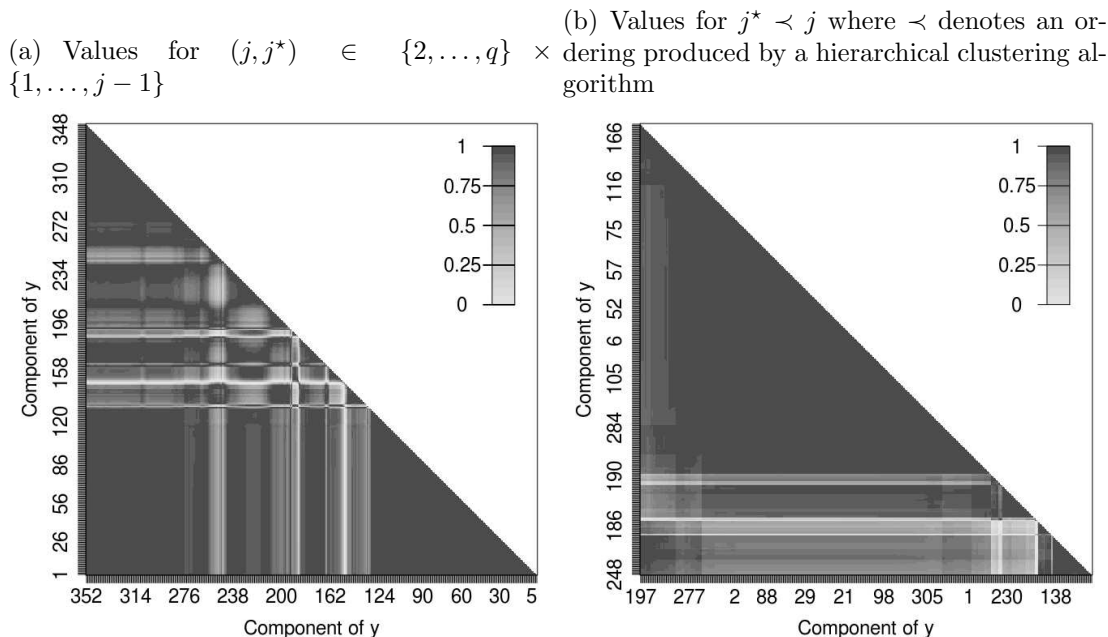 (a) Values for (j, j⋆) ∈ {2, . . . , q} ×
{1, . . . , j − 1}
(b) Values for j⋆ ≺ j where ≺ denotes an or-
dering produced by a hierarchical clustering al-
gorithm
Component of y
348
310
272
234
196
158
120
86
56
26
1
1
0.75
0.5
0.25
0
352 314 276 238 200 162 124 90 60 30 5
Component of y
Component of y
166
116
75
57
52
6
105
284
190
186
248
1
0.75
0.5
0.25
0
197 277 2 88 29 21 98 305 1 230 138
Component of y